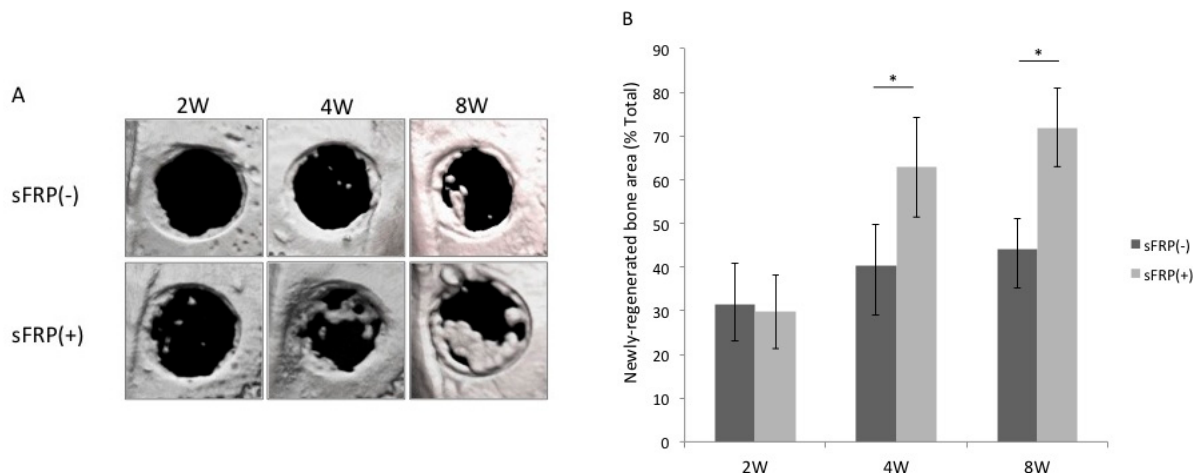 A
2W 4W 8W
sFRP(-)
sFRP(+)
B
Newly-regenerated bone area (% Total)
90
80
70
60
50
40
30
20
10
0
*
*
2W 4W 8W
sFRP(-)
sFRP(+)